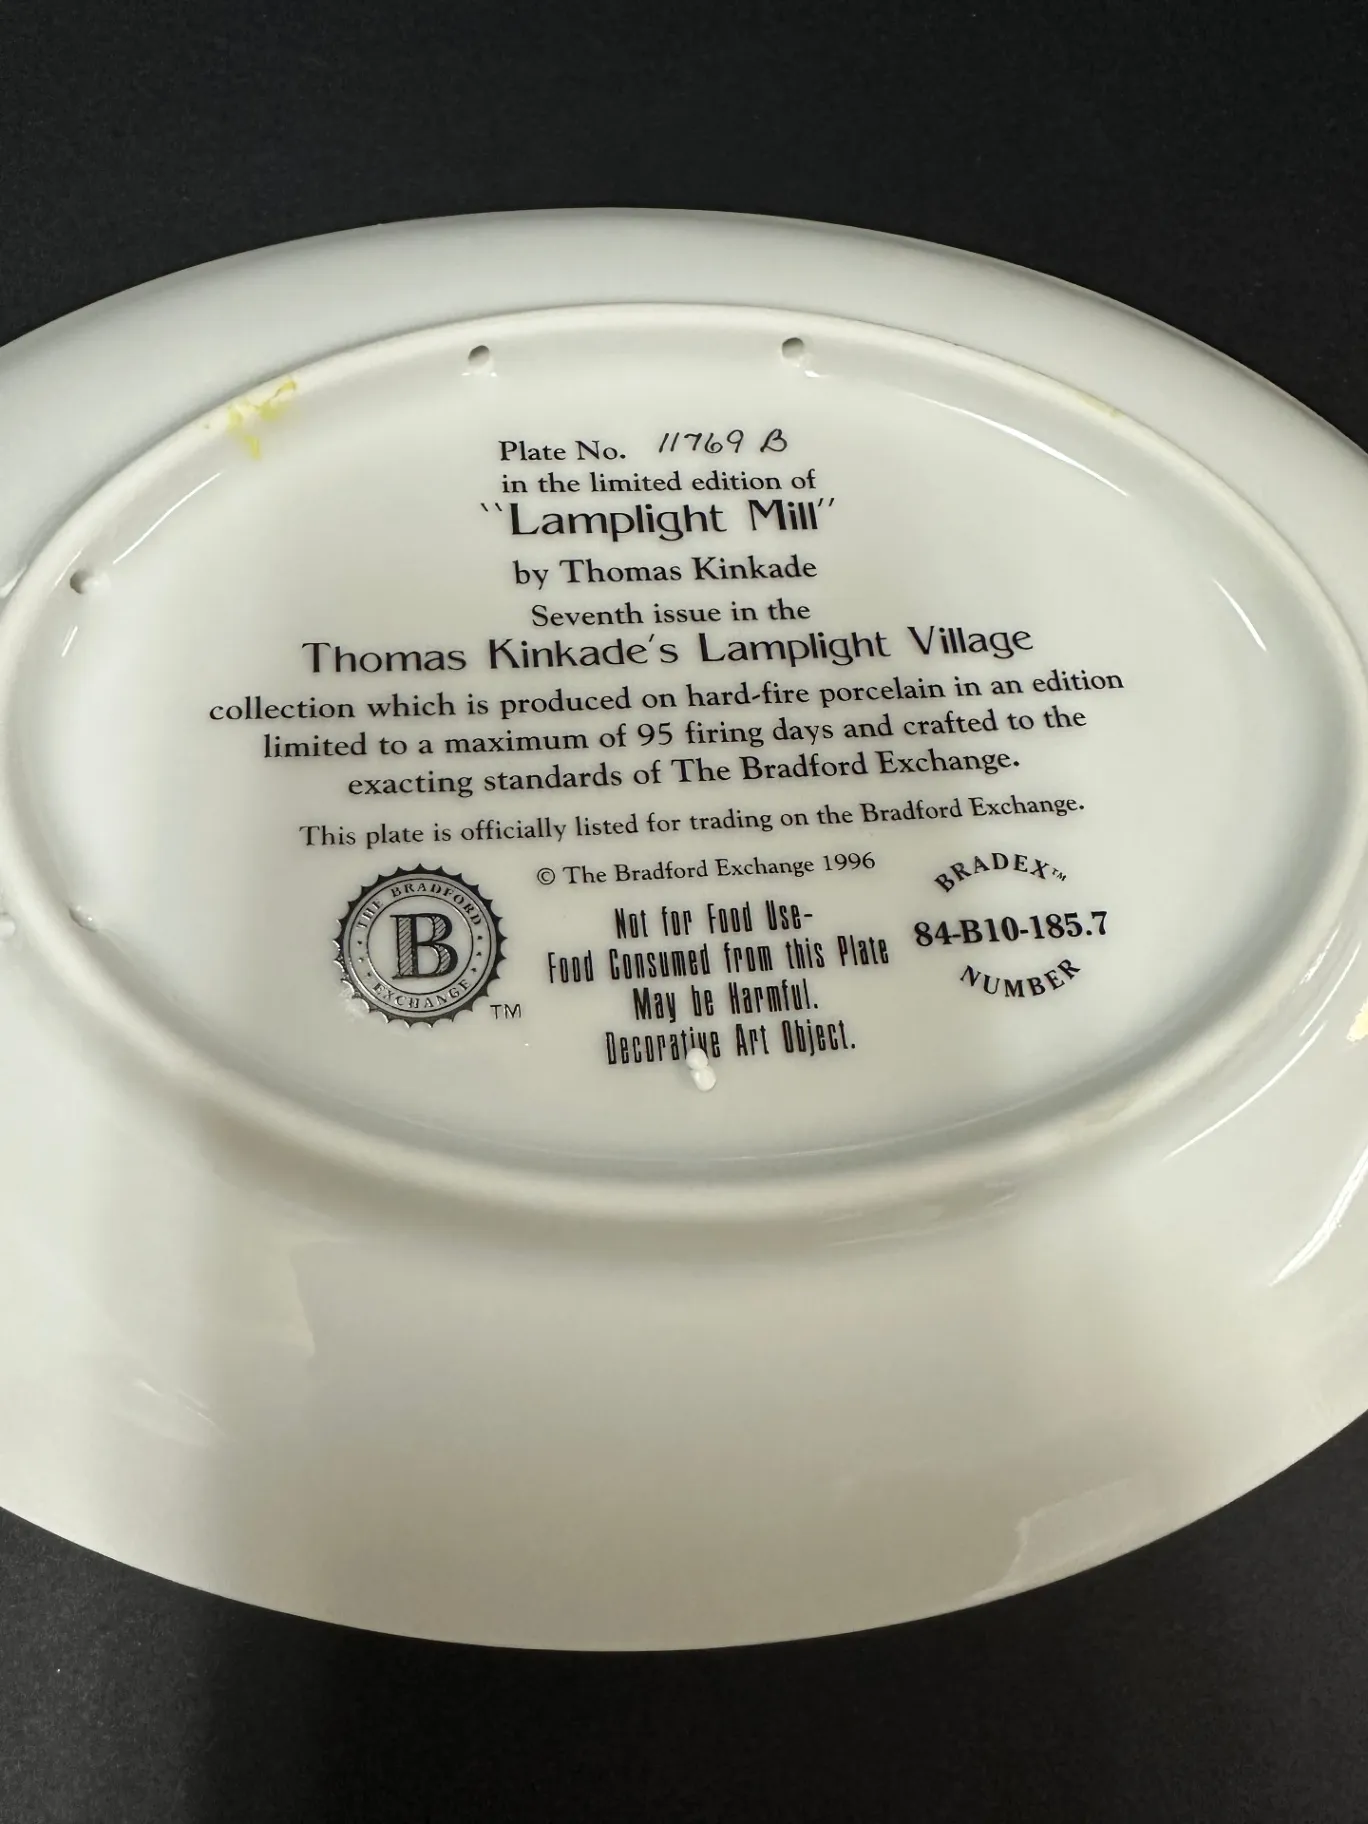 Plate No. 11769 B
in the limited edition of
"Lamplight Mill"
by Thomas Kinkade
Seventh issue in the
Thomas Kinkade's Lamplight Village
collection which is produced on hard-fire porcelain in an edition
limited to a maximum of 95 firing days and crafted to the
exacting standards of The Bradford Exchange.
This plate is officially listed for trading on the Bradford Exchange.
© The Bradford Exchange 1996
THE BRADFORD
B
EXCHANGE
TM
Not for Food Use-
Food Consumed from this Plate
May be Harmful.
Decorative Art Object.
BRADEX™
84-B10-185.7
NUMBER